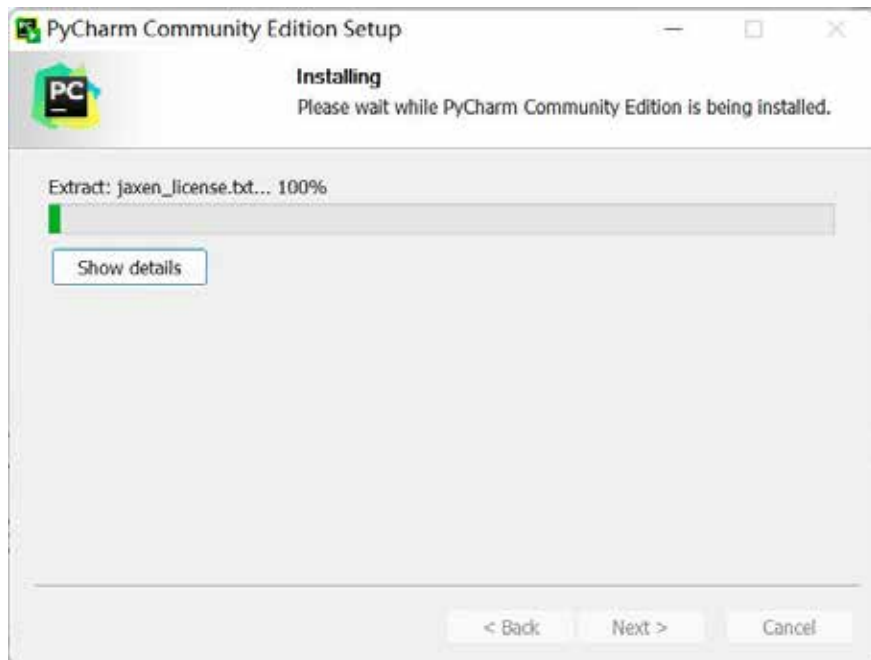 PyCharm Community Edition Setup
PC
Installing
Please wait while PyCharm Community Edition is being installed.
Extract: jaxen_license.txt... 100%
Show details
< Back
Next >
Cancel